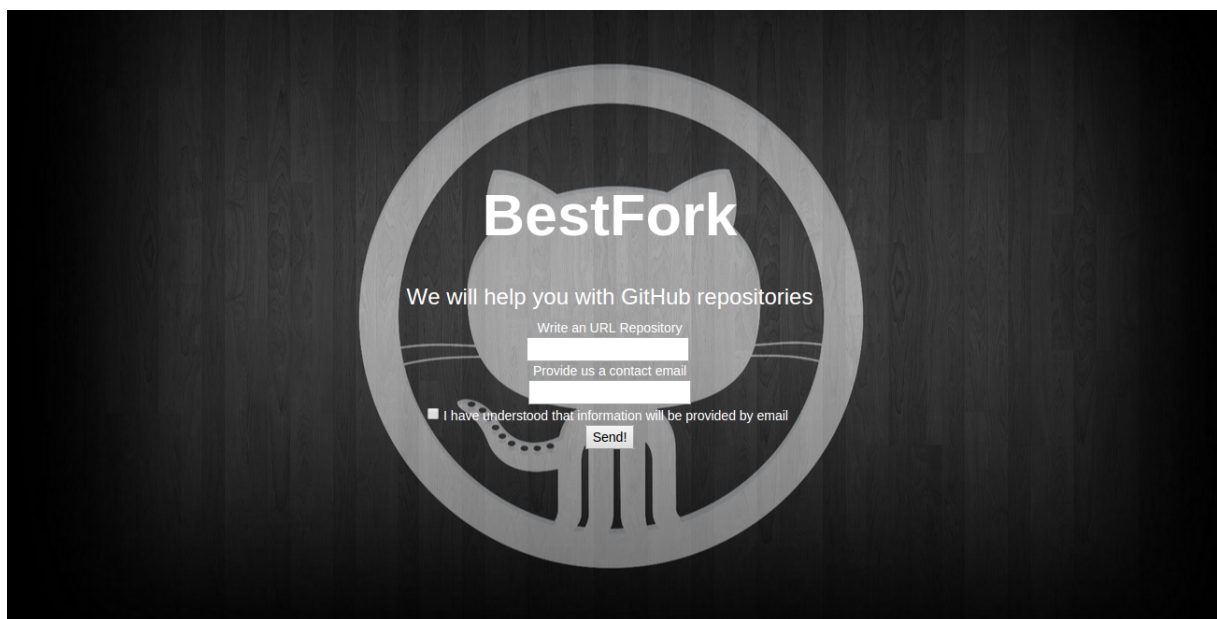 BestFork
We will help you with GitHub repositories
Write an URL Repository
Provide us a contact email
I have understood that information will be provided by email
Send!